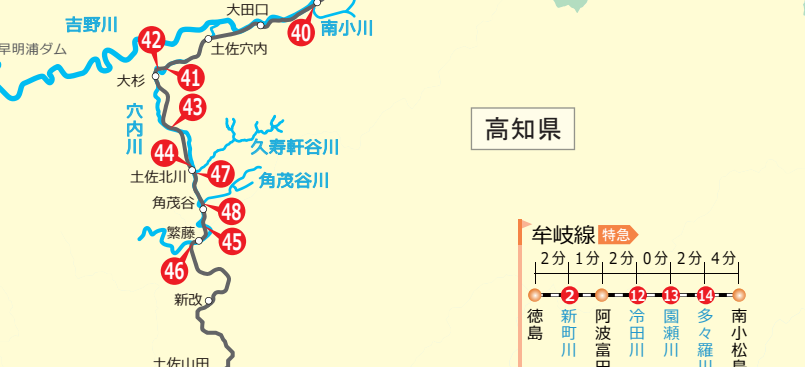 大田口
吉野川
40
南小川
42
土佐穴内
早明浦ダム
大杉
41
43
穴内川
高知県
久寿軒谷川
44
47
土佐北川
角茂谷川
角茂谷
48
繁藤
45
牟岐線
特急
46
2分 1分 2分 0分 2分 4分
2 12 13 14
新改
徳島
新町川
阿波富田
冷田川
園瀬川
多々羅川
南小松島
土佐山田